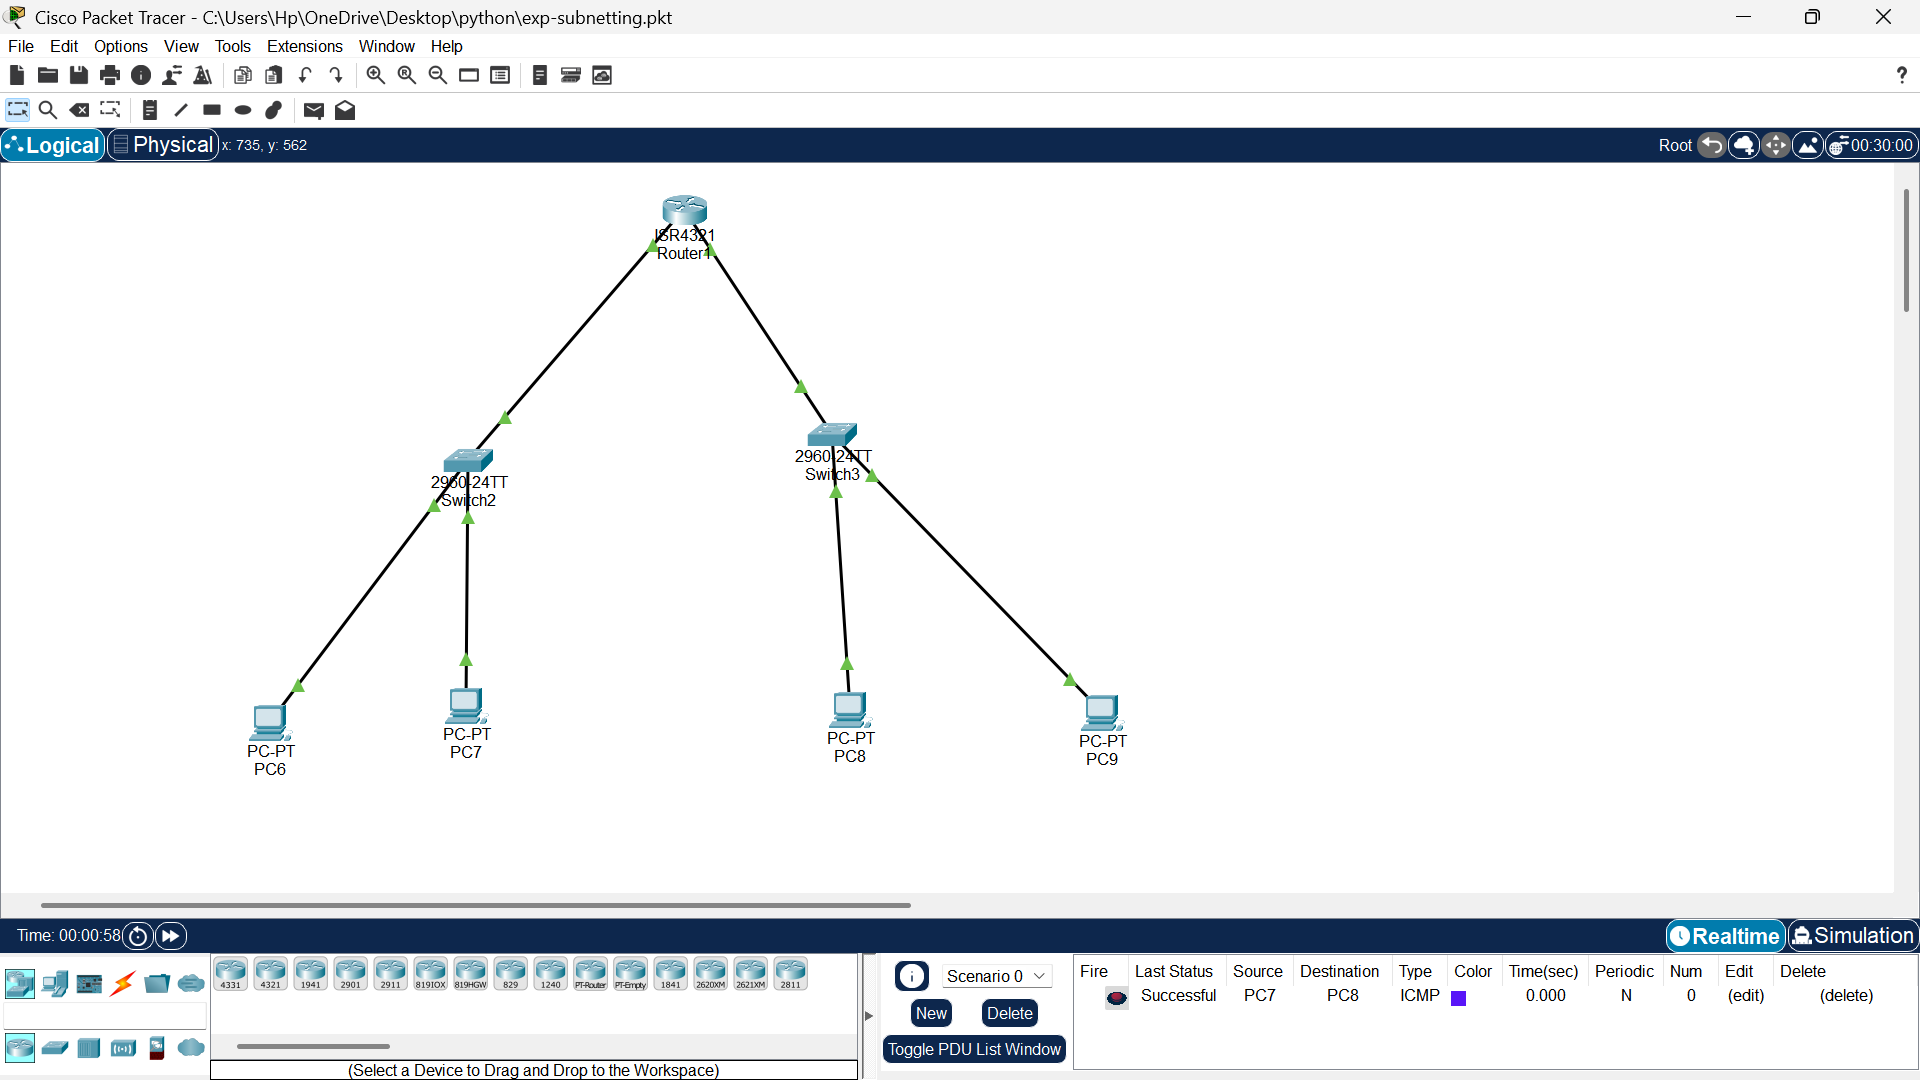 Cisco Packet Tracer - C:\Users\Hp\OneDrive\Desktop\python\exp-subnetting.pkt
File Edit Options View Tools Extensions Window Help
?
Logical Physical x: 735, y: 562 Root 00:30:00
ISR4321
Router1
2960-24TT
Switch3
2960-24TT
Switch2
PC-PT
PC6
PC-PT
PC7
PC-PT
PC8
PC-PT
PC9
Time: 00:00:58 Realtime Simulation
4331 4321 1941 2901 2911 819IOX 819HGW 829 1240 PT-Router PT-Empty 1841 2620XM 2621XM 2811
(Select a Device to Drag and Drop to the Workspace)
Scenario 0
New Delete
Toggle PDU List Window
Fire Last Status Source Destination Type Color Time(sec) Periodic Num Edit Delete
Successful PC7 PC8 ICMP 0.000 N 0 (edit) (delete)